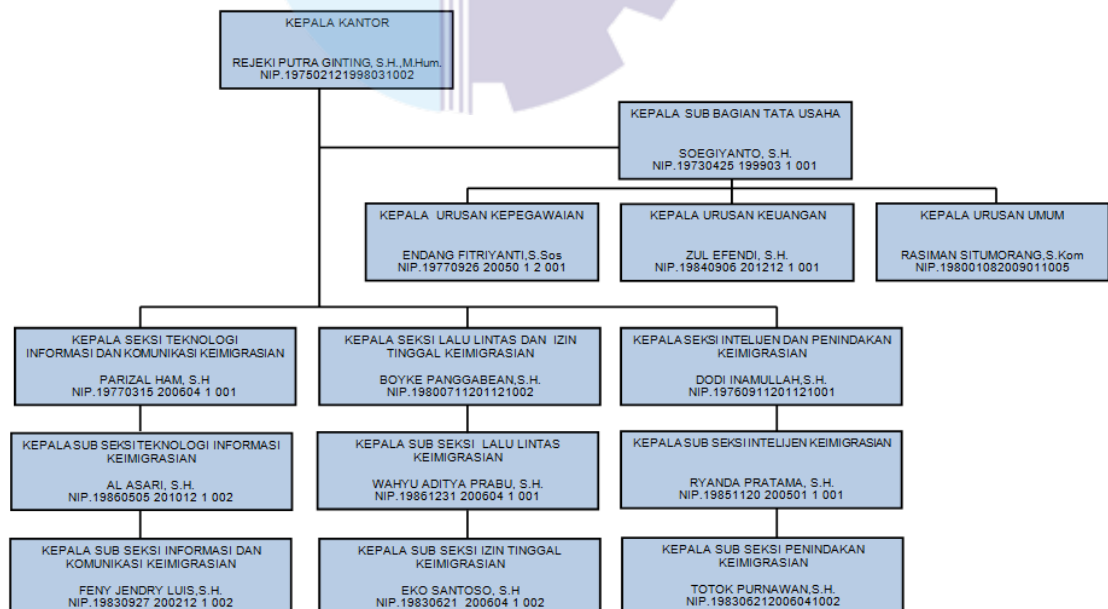 KEPALA KANTOR
REJEKI PUTRA GINTING, S.H.,M.Hum.
NIP.197502121998031002
KEPALA SUB BAGIAN TATA USAHA
SOEGIYANTO, S.H.
NIP.19730425 199903 1 001
KEPALA URUSAN KEPEGAWAIAN
ENDANG FITRIYANTI,S.Sos
NIP.19770926 20050 1 2 001
KEPALA URUSAN KEUANGAN
ZUL EFENDI, S.H.
NIP.19840906 201212 1 001
KEPALA URUSAN UMUM
RASIMAN SITUMORANG,S.Kom
NIP.198001082009011005
KEPALA SEKSI TEKNOLOGI
INFORMASI DAN KOMUNIKASI KEIMIGRASIAN
PARIZAL HAM, S.H
NIP.19770315 200604 1 001
KEPALA SEKSI LALU LINTAS DAN IZIN
TINGGAL KEIMIGRASIAN
BOYKE PANGGABEAN,S.H.
NIP.19800711201121002
KEPALA SEKSI INTELIJEN DAN PENINDAKAN
KEIMIGRASIAN
DODI INAMULLAH,S.H.
NIP.19760911201121001
KEPALA SUB SEKSI TEKNOLOGI INFORMASI
KEIMIGRASIAN
AL ASARI, S.H.
NIP.19860505 201012 1 002
KEPALA SUB SEKSI LALU LINTAS
KEIMIGRASIAN
WAHYU ADITYA PRABU, S.H.
NIP.19861231 200604 1 001
KEPALA SUB SEKSI INTELIJEN KEIMIGRASIAN
RYANDA PRATAMA, S.H.
NIP.19851120 200501 1 001
KEPALA SUB SEKSI INFORMASI DAN
KOMUNIKASI KEIMIGRASIAN
FENY JENDRY LUIS,S.H.
NIP.19830927 200212 1 002
KEPALA SUB SEKSI IZIN TINGGAL
KEIMIGRASIAN
EKO SANTOSO, S.H
NIP.19830621 200604 1 002
KEPALA SUB SEKSI PENINDAKAN
KEIMIGRASIAN
TOTOK PURNAWAN,S.H.
NIP.198306212006041002